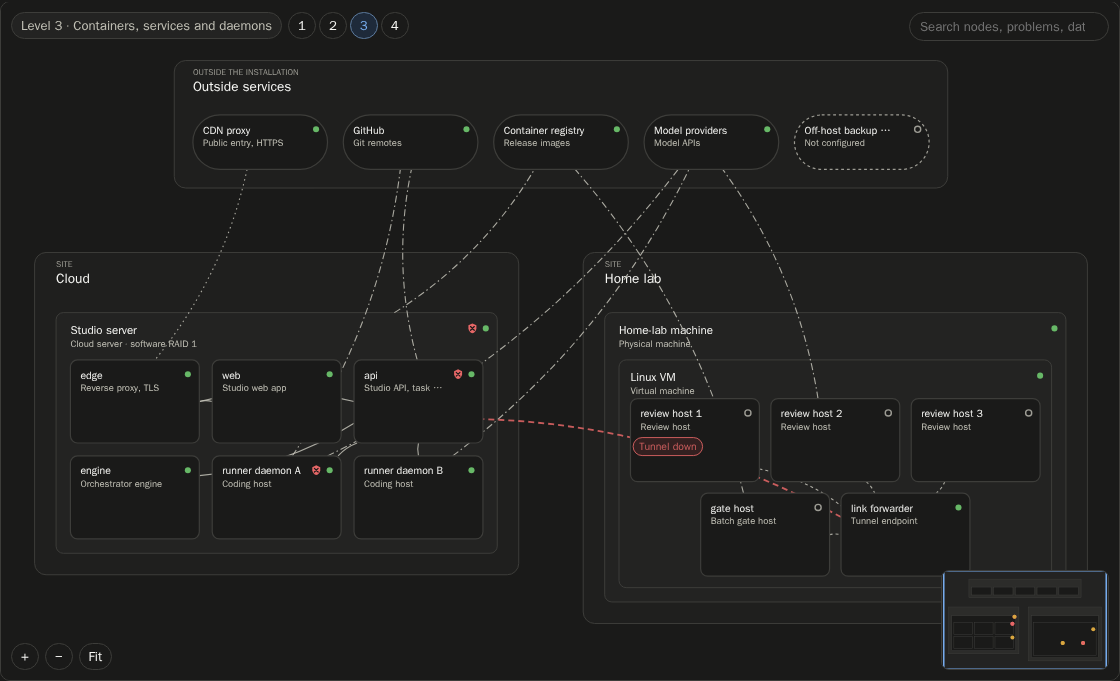 Level 3 · Containers, services and daemons
1
2
3
4
Search nodes, problems, dat
OUTSIDE THE INSTALLATION
Outside services
CDN proxy
Public entry, HTTPS
GitHub
Git remotes
Container registry
Release images
Model providers
Model APIs
Off-host backup ···
Not configured
SITE
Cloud
Studio server
Cloud server · software RAID 1
edge
Reverse proxy, TLS
web
Studio web app
api
Studio API, task ···
engine
Orchestrator engine
runner daemon A
Coding host
runner daemon B
Coding host
SITE
Home lab
Home-lab machine
Physical machine
Linux VM
Virtual machine
review host 1
Review host
Tunnel down
review host 2
Review host
review host 3
Review host
gate host
Batch gate host
link forwarder
Tunnel endpoint
+
−
Fit